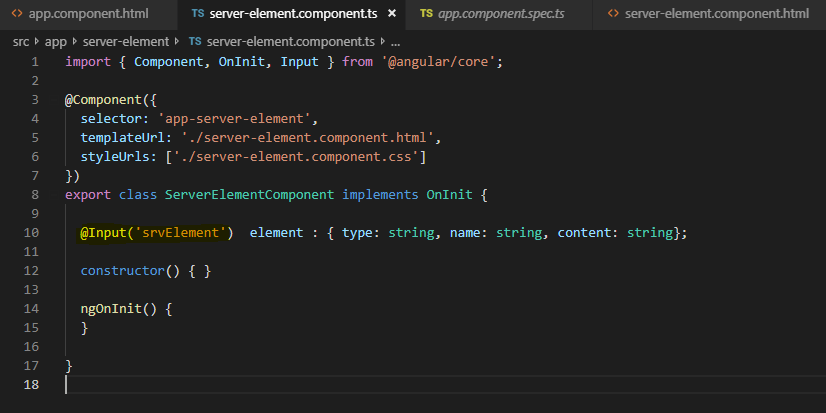 <> app.component.html TS server-element.component.ts × TS app.component.spec.ts <> server-element.component.html
src > app > server-element > TS server-element.component.ts > ...
1 import { Component, OnInit, Input } from '@angular/core';
2
3 @Component({
4   selector: 'app-server-element',
5   templateUrl: './server-element.component.html',
6   styleUrls: ['./server-element.component.css']
7 })
8 export class ServerElementComponent implements OnInit {
9
10   @Input('srvElement')  element : { type: string, name: string, content: string};
11
12   constructor() { }
13
14   ngOnInit() {
15   }
16
17 }
18